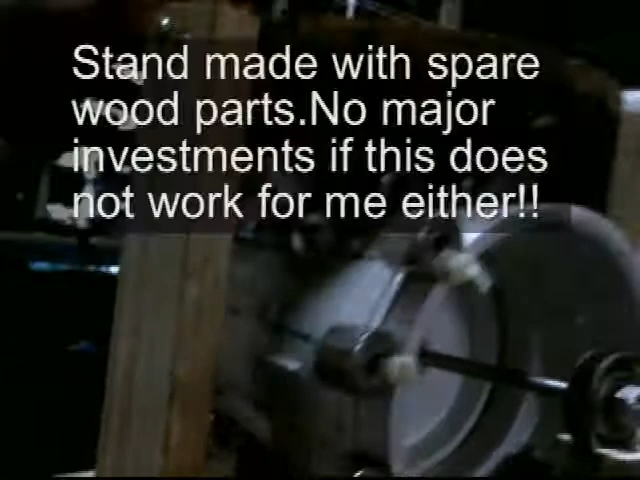 Stand made with spare
wood parts.No major
investments if this does
not work for me either!!